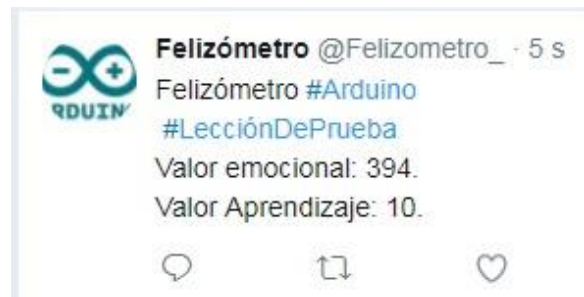 Felizómetro @Felizometro_ · 5 s
Felizómetro #Arduino
#LecciónDePrueba
Valor emocional: 394.
Valor Aprendizaje: 10.
RDUIN